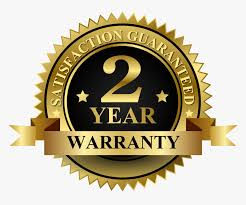 SATISFACTION GUARANTEED
2
YEAR
WARRANTY